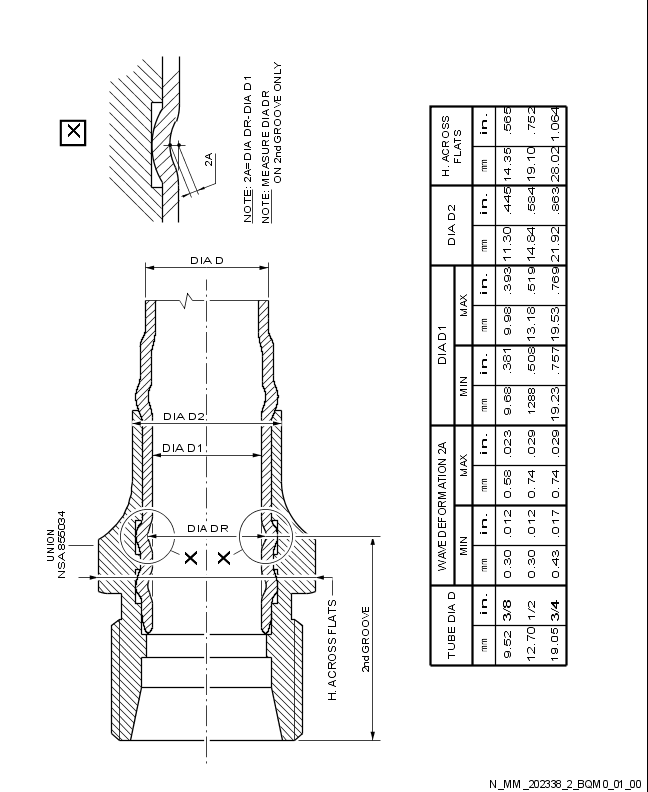 X
2A
NOTE: 2A=DIA DR-DIA D1
NOTE: MEASURE DIA DR
ON 2nd GROOVE ONLY
DIA D
DIA D2
DIA D1
DIA DR
X X
UNION
NSA 855034
H. ACROSS FLATS
2nd GROOVE
TUBE DIA D WAVE DEFORMATION 2A DIA D1 DIA D2 H. ACROSS FLATS
MIN MAX MIN MAX
mm in. mm in. mm in. mm in. mm in. mm in. mm in.
9.52 3/8 0.30 .012 0.58 .023 9.68 .381 9.98 .393 11.30 .445 14.35 .565
12.70 1/2 0.30 .012 0.74 .029 1288 .508 13.18 .519 14.84 .584 19.10 .752
19.05 3/4 0.43 .017 0.74 .029 19.23 .757 19.53 .769 21.92 .863 28.02 1.064
N_MM_202338_2_BQM0_01_00